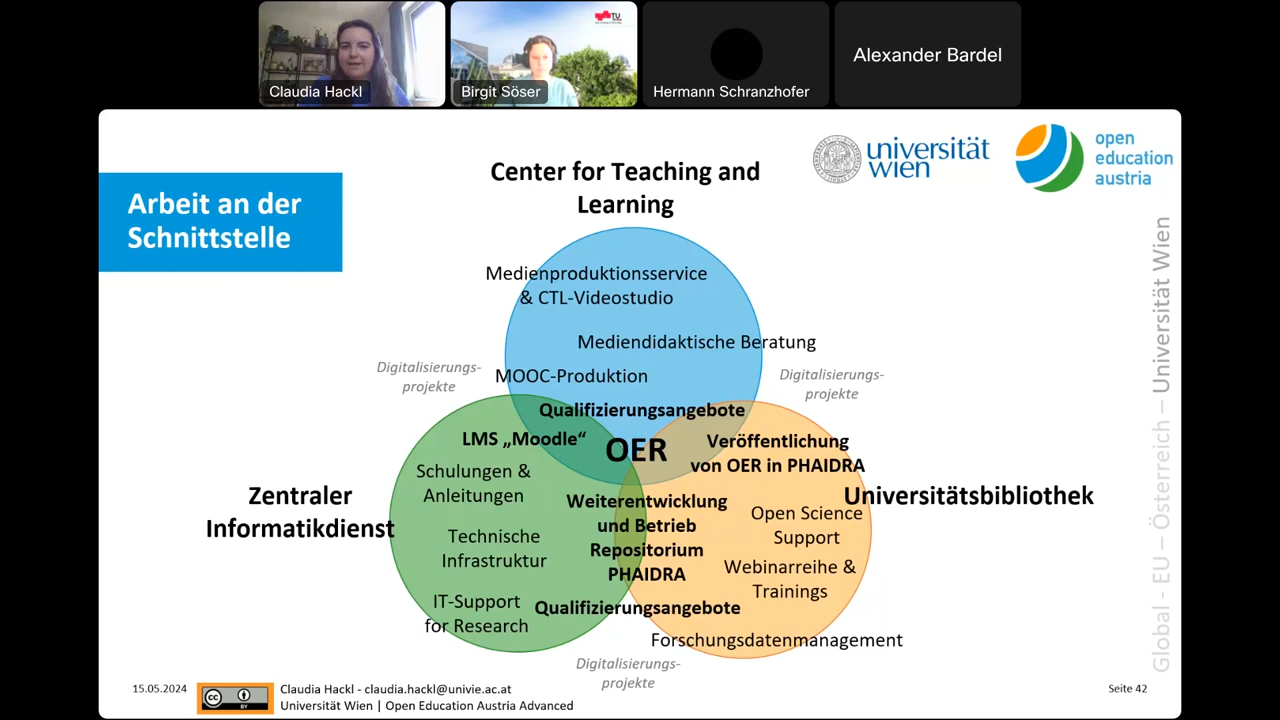 Claudia Hackl
Birgit Söser
Hermann Schranzhofer
Alexander Bardel
TU
Arbeit an der
Schnittstelle
Center for Teaching and
Learning
universität
wien
open
education
austria
Medienproduktionsservice
& CTL-Videostudio
Mediendidaktische Beratung
MOOC-Produktion
Digitalisierungs-
projekte
Digitalisierungs-
projekte
Qualifizierungsangebote
LMS „Moodle“
OER
Veröffentlichung
von OER in PHAIDRA
Schulungen &
Anleitungen
Zentraler
Informatikdienst
Universitätsbibliothek
Weiterentwicklung
und Betrieb
Repositorium
PHAIDRA
Open Science
Support
Technische
Infrastruktur
Webinarreihe &
Trainings
IT-Support
for Research
Qualifizierungsangebote
Forschungsdatenmanagement
Digitalisierungs-
projekte
Global - EU – Österreich – Universität Wien
15.05.2024
cc
BY
Claudia Hackl - claudia.hackl@univie.ac.at
Universität Wien | Open Education Austria Advanced
Seite 42